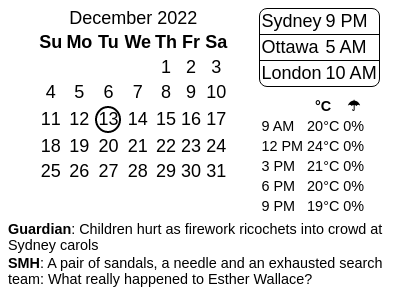 December 2022
Su Mo Tu We Th Fr Sa
1 2 3
4 5 6 7 8 9 10
11 12 13 14 15 16 17
18 19 20 21 22 23 24
25 26 27 28 29 30 31
Sydney 9 PM
Ottawa 5 AM
London 10 AM
°C ☂
9 AM 20°C 0%
12 PM 24°C 0%
3 PM 21°C 0%
6 PM 20°C 0%
9 PM 19°C 0%
Guardian: Children hurt as firework ricochets into crowd at
Sydney carols
SMH: A pair of sandals, a needle and an exhausted search
team: What really happened to Esther Wallace?